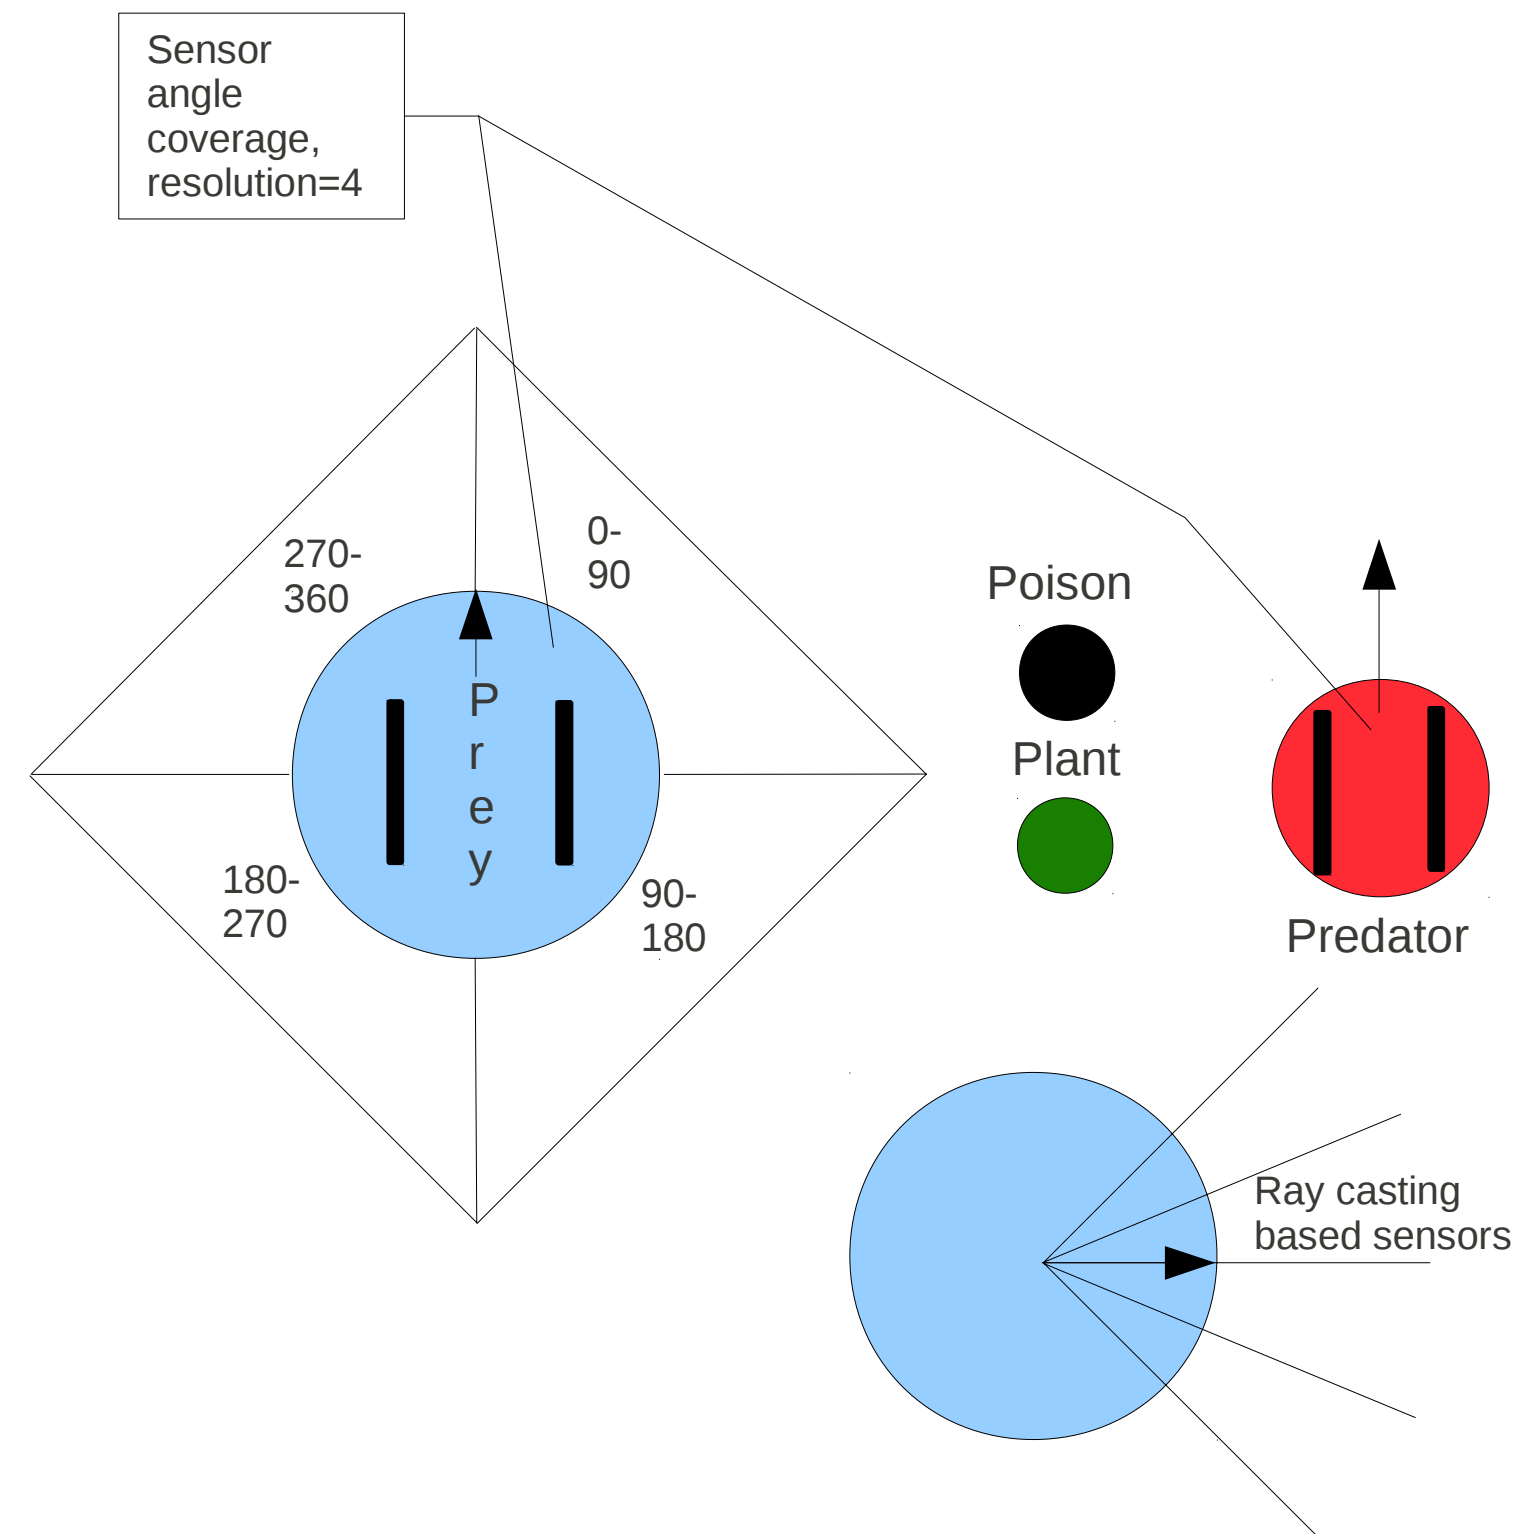 Sensor
angle
coverage,
resolution=4
270-
360
0-
90
P
r
e
y
180-
270
90-
180
Poison
Plant
Predator
Ray casting
based sensors